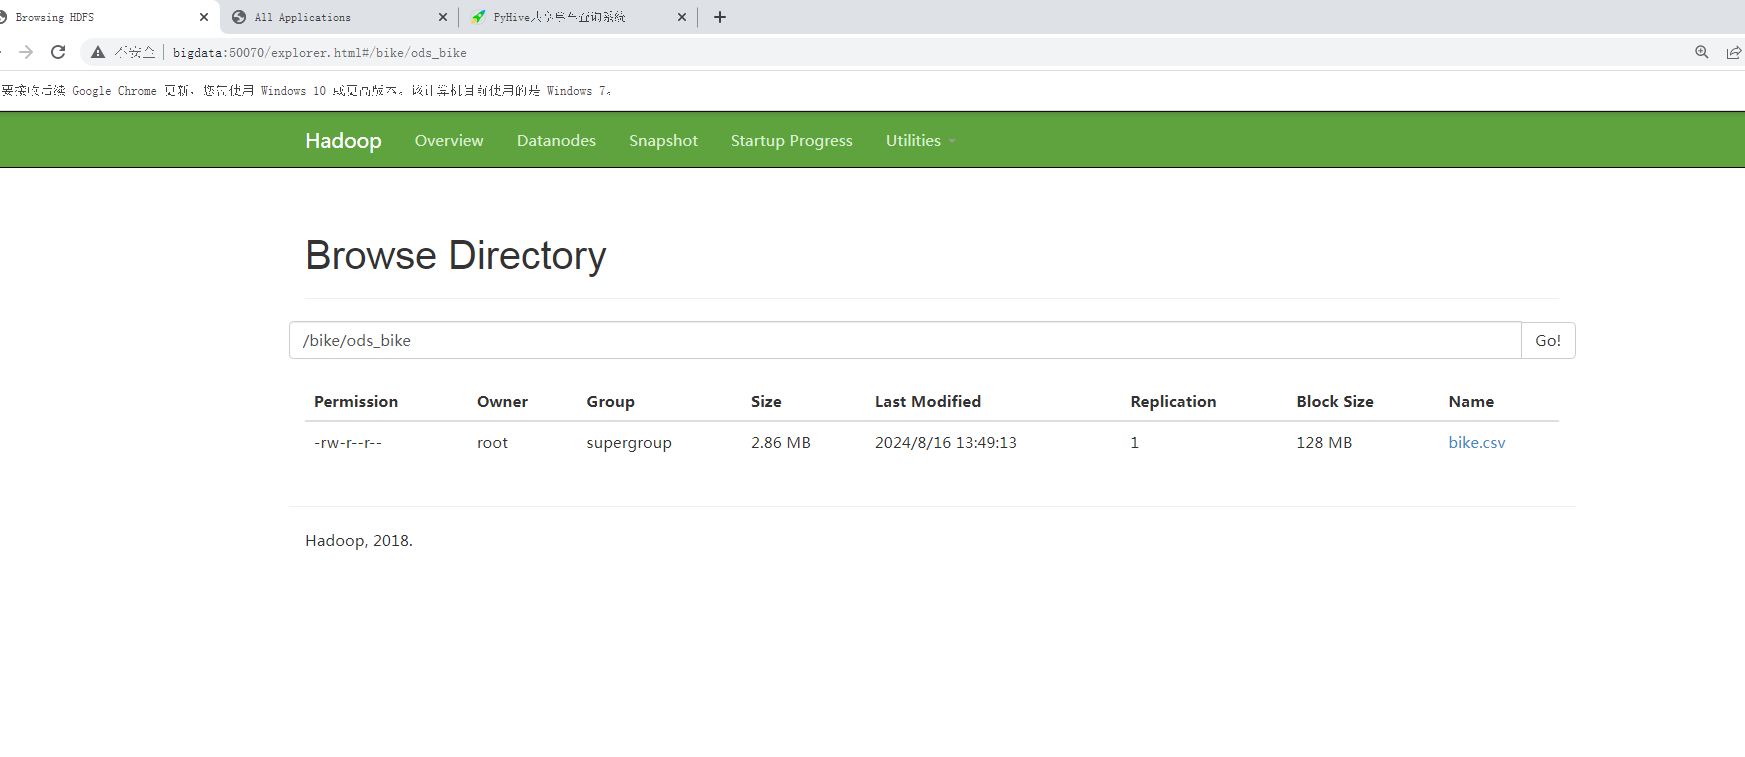 Browsing HDFS
All Applications
PyHive共享单车查询系统
不安全
bigdata:50070/explorer.html#/bike/ods_bike
要接收后续 Google Chrome 更新，您需使用 Windows 10 或更高版本。该计算机目前使用的是 Windows 7。
Hadoop Overview Datanodes Snapshot Startup Progress Utilities
Browse Directory
/bike/ods_bike Go!
Permission Owner Group Size Last Modified Replication Block Size Name
-rw-r--r-- root supergroup 2.86 MB 2024/8/16 13:49:13 1 128 MB bike.csv
Hadoop, 2018.